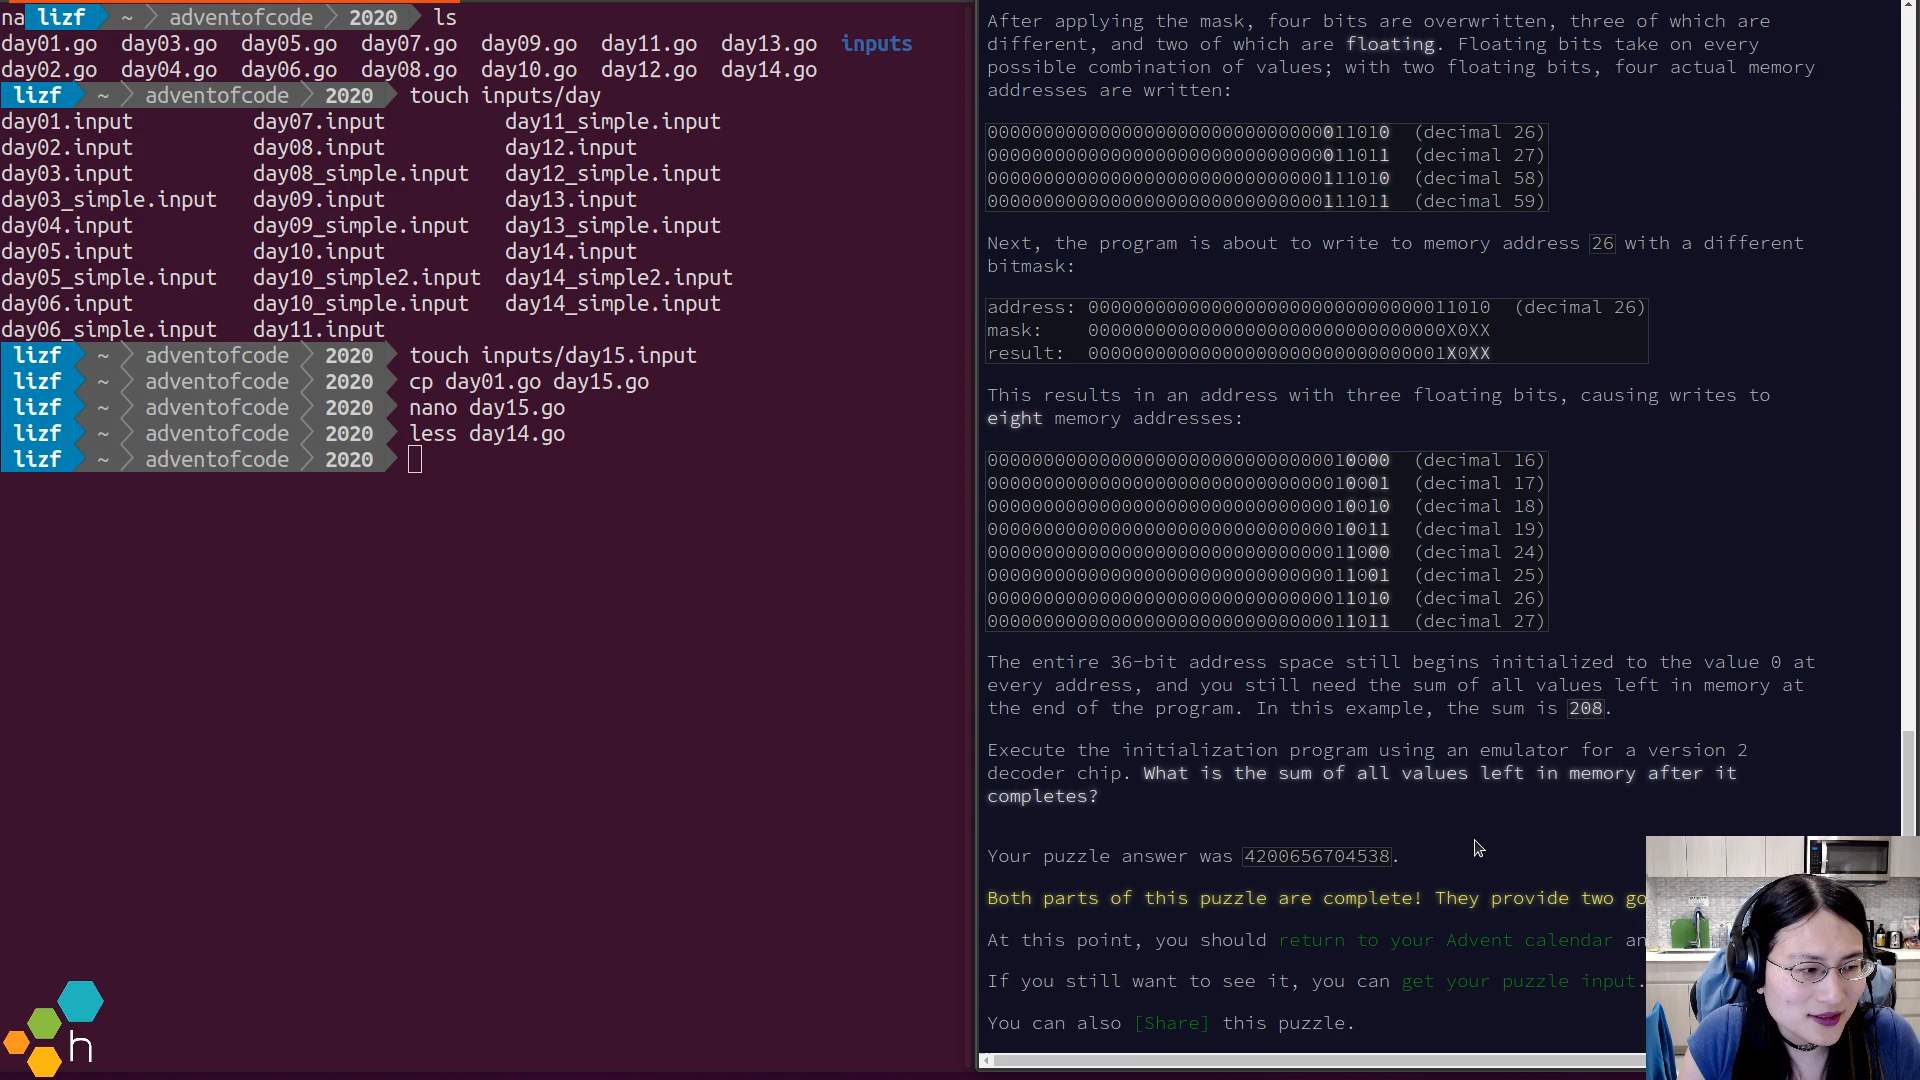 na lizf ~ adventofcode 2020 ls
day01.go day03.go day05.go day07.go day09.go day11.go day13.go inputs
day02.go day04.go day06.go day08.go day10.go day12.go day14.go
lizf ~ adventofcode 2020 touch inputs/day
day01.input day07.input day11_simple.input
day02.input day08.input day12.input
day03.input day08_simple.input day12_simple.input
day03_simple.input day09.input day13.input
day04.input day09_simple.input day13_simple.input
day05.input day10.input day14.input
day05_simple.input day10_simple2.input day14_simple2.input
day06.input day10_simple.input day14_simple.input
day06_simple.input day11.input
lizf ~ adventofcode 2020 touch inputs/day15.input
lizf ~ adventofcode 2020 cp day01.go day15.go
lizf ~ adventofcode 2020 nano day15.go
lizf ~ adventofcode 2020 less day14.go
lizf ~ adventofcode 2020
h
After applying the mask, four bits are overwritten, three of which are
different, and two of which are floating. Floating bits take on every
possible combination of values; with two floating bits, four actual memory
addresses are written:
000000000000000000000000000000011010 (decimal 26)
000000000000000000000000000000011011 (decimal 27)
000000000000000000000000000000111010 (decimal 58)
000000000000000000000000000000111011 (decimal 59)
Next, the program is about to write to memory address 26 with a different
bitmask:
address: 000000000000000000000000000000011010 (decimal 26)
mask: 00000000000000000000000000000000X0XX
result: 00000000000000000000000000000001X0XX
This results in an address with three floating bits, causing writes to
eight memory addresses:
000000000000000000000000000000010000 (decimal 16)
000000000000000000000000000000010001 (decimal 17)
000000000000000000000000000000010010 (decimal 18)
000000000000000000000000000000010011 (decimal 19)
000000000000000000000000000000011000 (decimal 24)
000000000000000000000000000000011001 (decimal 25)
000000000000000000000000000000011010 (decimal 26)
000000000000000000000000000000011011 (decimal 27)
The entire 36-bit address space still begins initialized to the value 0 at
every address, and you still need the sum of all values left in memory at
the end of the program. In this example, the sum is 208.
Execute the initialization program using an emulator for a version 2
decoder chip. What is the sum of all values left in memory after it
completes?
Your puzzle answer was 4200656704538.
Both parts of this puzzle are complete! They provide two go
At this point, you should return to your Advent calendar an
If you still want to see it, you can get your puzzle input.
You can also [Share] this puzzle.